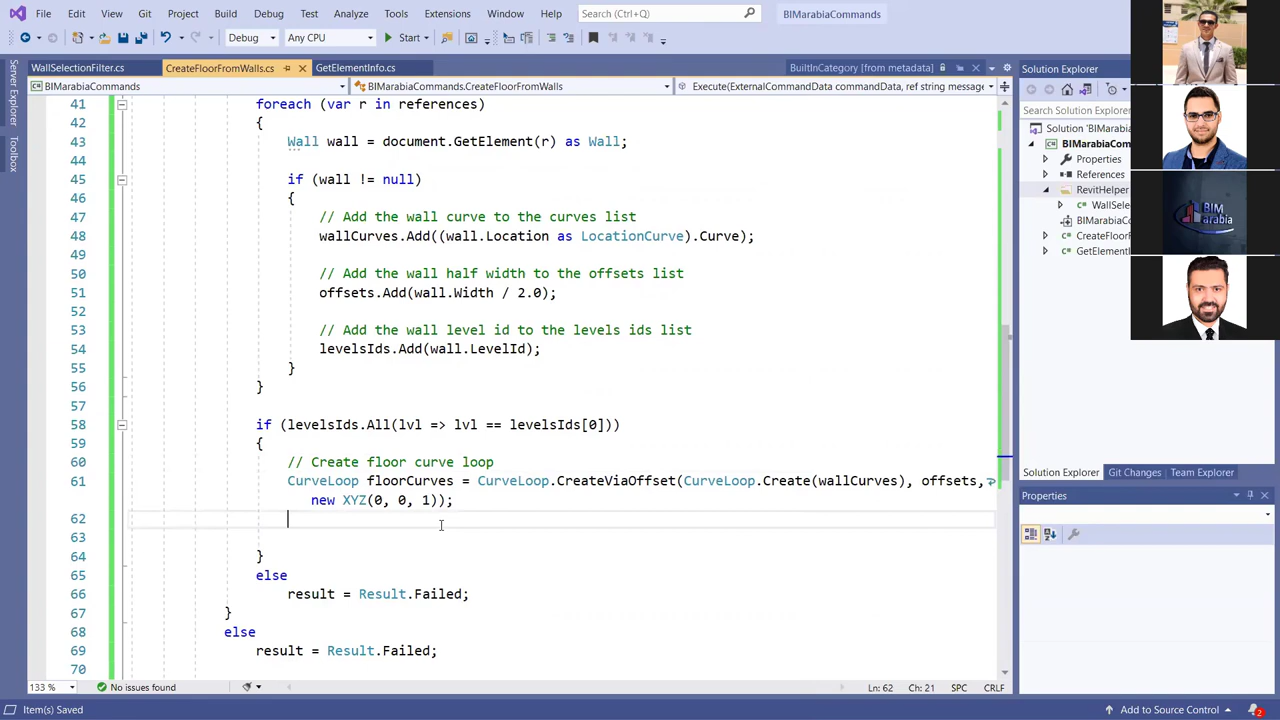 File Edit View Git Project Build Debug Test Analyze Tools Extensions Window Help Search (Ctrl+Q) BIMarabiaCommands
Debug Any CPU Start
WallSelectionFilter.cs CreateFloorFromWalls.cs GetElementInfo.cs BuiltInCategory [from metadata] Solution Explorer
BIMarabiaCommands BIMarabiaCommands.CreateFloorFromWalls Execute(ExternalCommandData commandData, ref string message
Server Explorer
Toolbox
41 foreach (var r in references)
42 {
43 Wall wall = document.GetElement(r) as Wall;
44
45 if (wall != null)
46 {
47 // Add the wall curve to the curves list
48 wallCurves.Add((wall.Location as LocationCurve).Curve);
49
50 // Add the wall half width to the offsets list
51 offsets.Add(wall.Width / 2.0);
52
53 // Add the wall level id to the levels ids list
54 levelsIds.Add(wall.LevelId);
55 }
56 }
57
58 if (levelsIds.All(lvl => lvl == levelsIds[0]))
59 {
60 // Create floor curve loop
61 CurveLoop floorCurves = CurveLoop.CreateViaOffset(CurveLoop.Create(wallCurves), offsets,
new XYZ(0, 0, 1));
62
63
64 }
65 else
66 result = Result.Failed;
67 }
68 else
69 result = Result.Failed;
70
133 % No issues found Ln: 62 Ch: 21 SPC CRLF
Search Solution Explorer
Solution 'BIMarabiaComm
BIMarabiaComm
Properties
References
RevitHelper
WallSele
BIMarabiaCo
CreateFloorF
GetElementI
BIM
arabia
Solution Explorer Git Changes Team Explorer
Properties
Item(s) Saved Add to Source Control 2